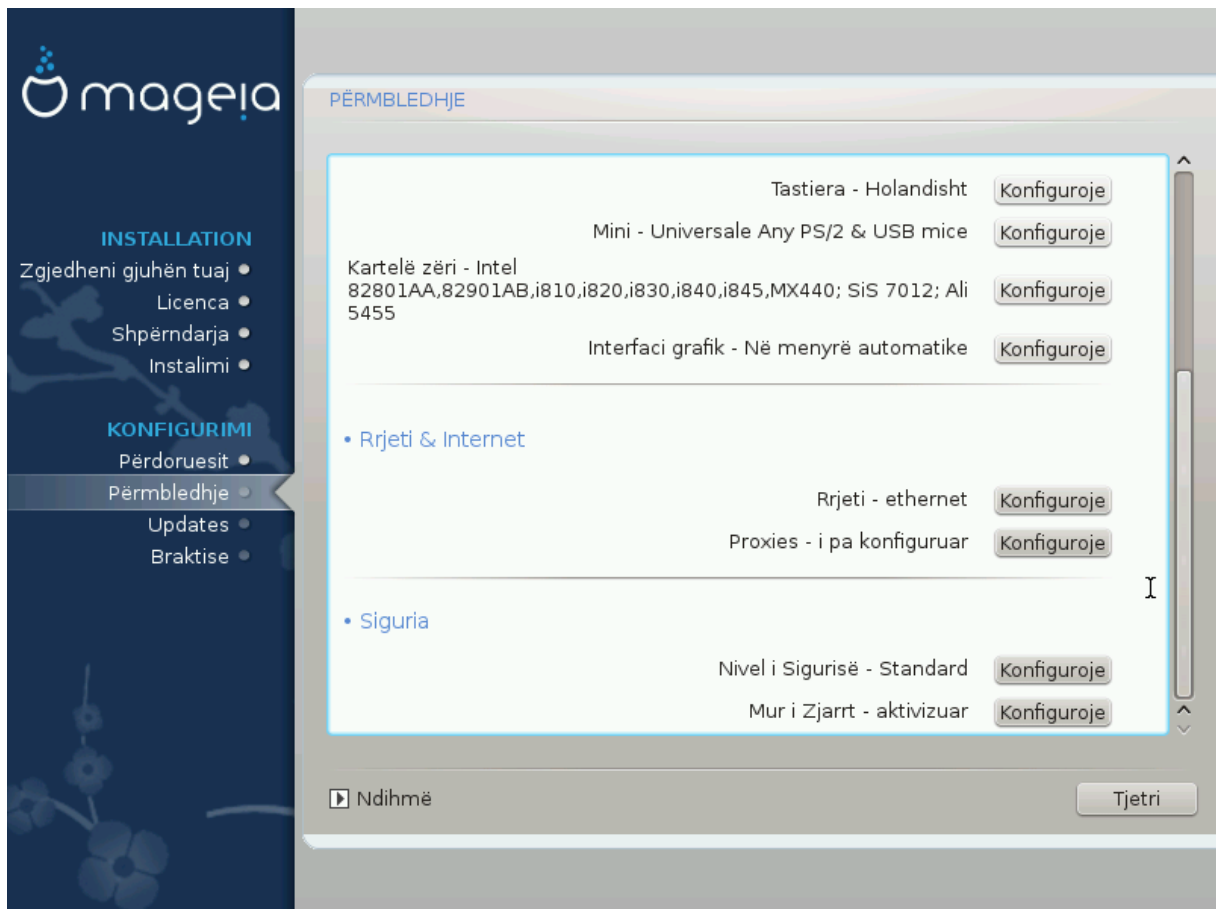 mageia
INSTALLATION
Zgjedheni gjuhën tuaj
Licenca
Shpërndarja
Instalimi
KONFIGURIMI
Përdoruesit
Përmbledhje
Updates
Braktise
PËRMBLEDHJE
Tastiera - Holandisht Konfiguroje
Mini - Universale Any PS/2 & USB mice Konfiguroje
Kartelë zëri - Intel
82801AA,82901AB,i810,i820,i830,i840,i845,MX440; SiS 7012; Ali
5455 Konfiguroje
Interfaci grafik - Në menyrë automatike Konfiguroje
• Rrjeti & Internet
Rrjeti - ethernet Konfiguroje
Proxies - i pa konfiguruar Konfiguroje
• Siguria
Nivel i Sigurisë - Standard Konfiguroje
Mur i Zjarrt - aktivizuar Konfiguroje
Ndihmë
Tjetri